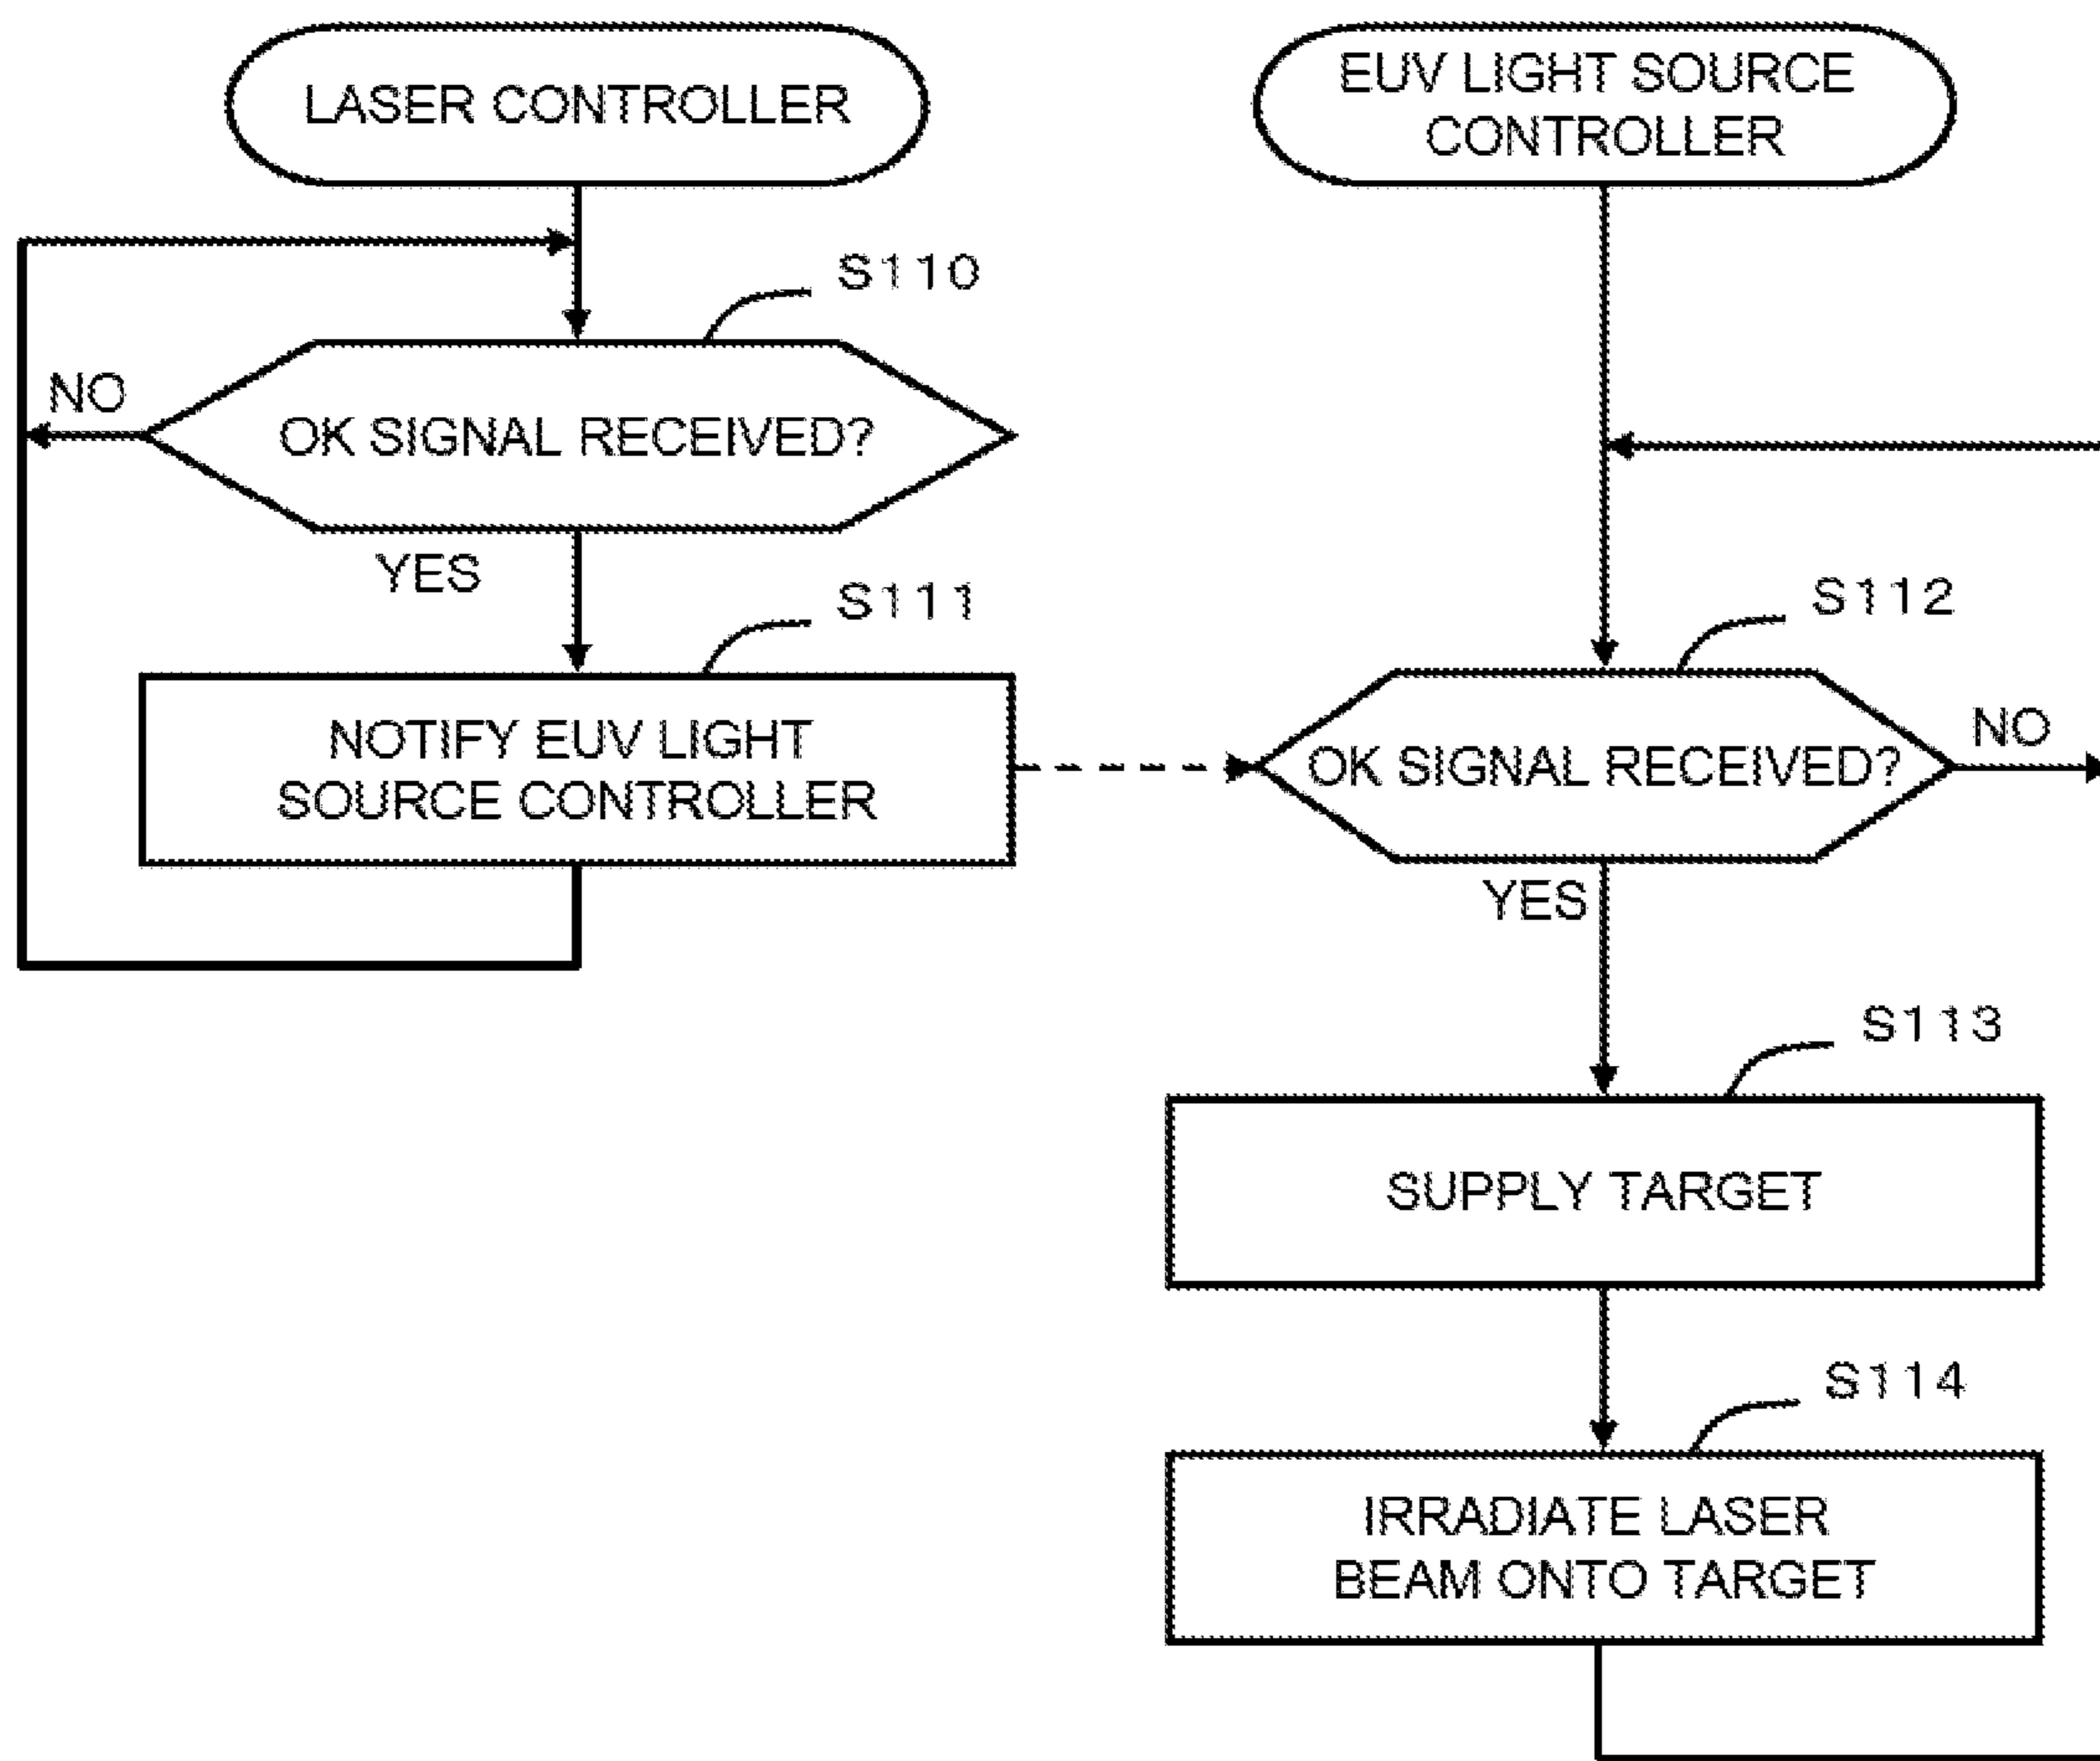 LASER CONTROLLER
S110
NO
OK SIGNAL RECEIVED?
YES
S111
NOTIFY EUV LIGHT
SOURCE CONTROLLER
EUV LIGHT SOURCE
CONTROLLER
S112
OK SIGNAL RECEIVED?
NO
YES
S113
SUPPLY TARGET
S114
IRRADIATE LASER
BEAM ONTO TARGET